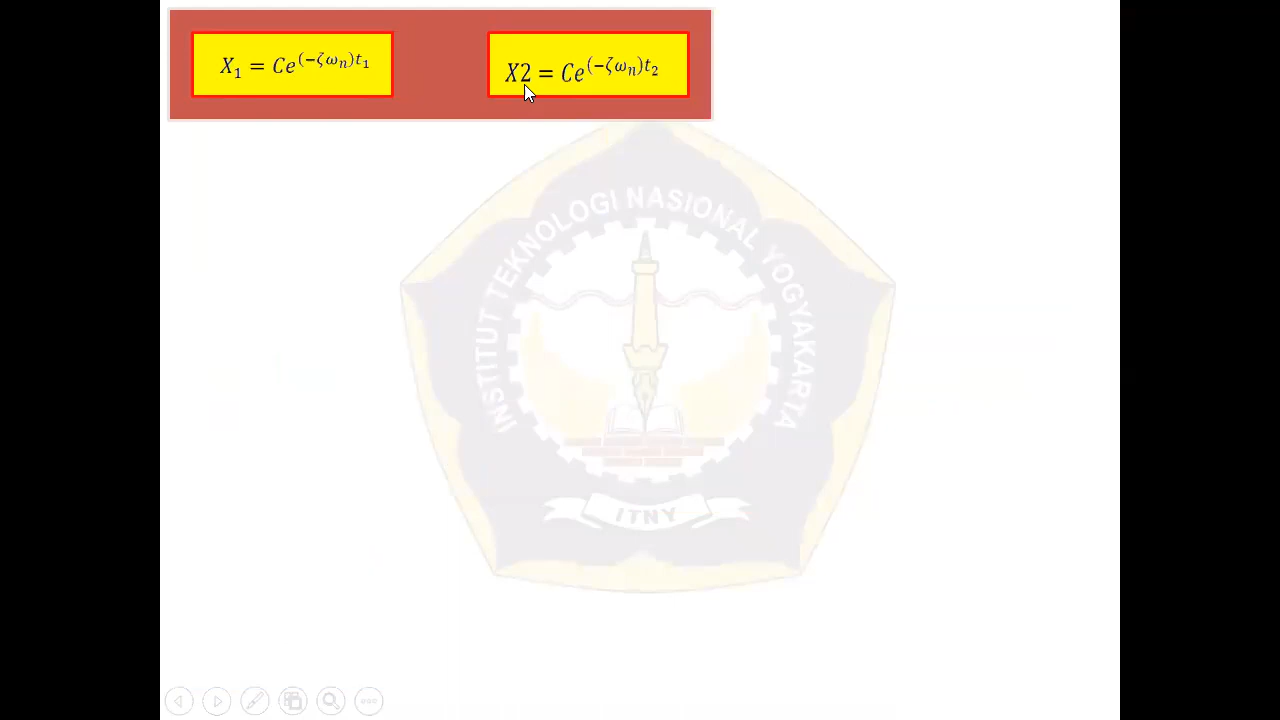 X₁ = Ce^(−ζωₙ)t₁
X2 = Ce^(−ζωₙ)t₂
INSTITUT TEKNOLOGI NASIONAL YOGYAKARTA
ITNY